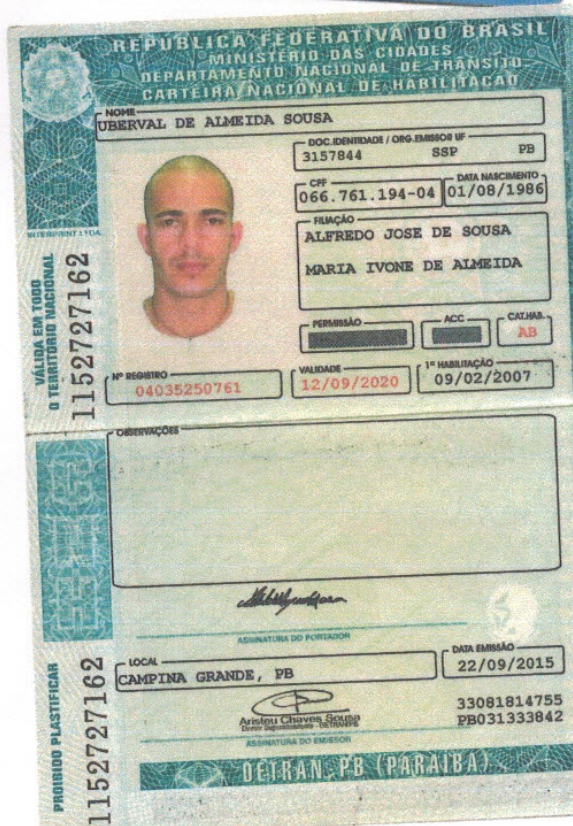 REPÚBLICA FEDERATIVA DO BRASIL
MINISTÉRIO DAS CIDADES
DEPARTAMENTO NACIONAL DE TRÂNSITO
CARTEIRA NACIONAL DE HABILITAÇÃO
NOME
UBERVAL DE ALMEIDA SOUSA
DOC. IDENTIDADE / ORG. EMISSOR UF
3157844 SSP PB
CPF
066.761.194-04
DATA NASCIMENTO
01/08/1986
FILIAÇÃO
ALFREDO JOSE DE SOUSA
MARIA IVONE DE ALMEIDA
PERMISSÃO
ACC
CAT.HAB.
AB
Nº REGISTRO
04035250761
VALIDADE
12/09/2020
1ª HABILITAÇÃO
09/02/2007
INTERPRINT LTDA.
VÁLIDA EM TODO
O TERRITÓRIO NACIONAL
1152727162
OBSERVAÇÕES
ASSINATURA DO PORTADOR
LOCAL
CAMPINA GRANDE, PB
DATA EMISSÃO
22/09/2015
33081814755
PB031333842
Aristeu Chaves Sousa
ASSINATURA DO EMISSOR
PROIBIDO PLASTIFICAR
1152727162
DETRAN-PB (PARAIBA)